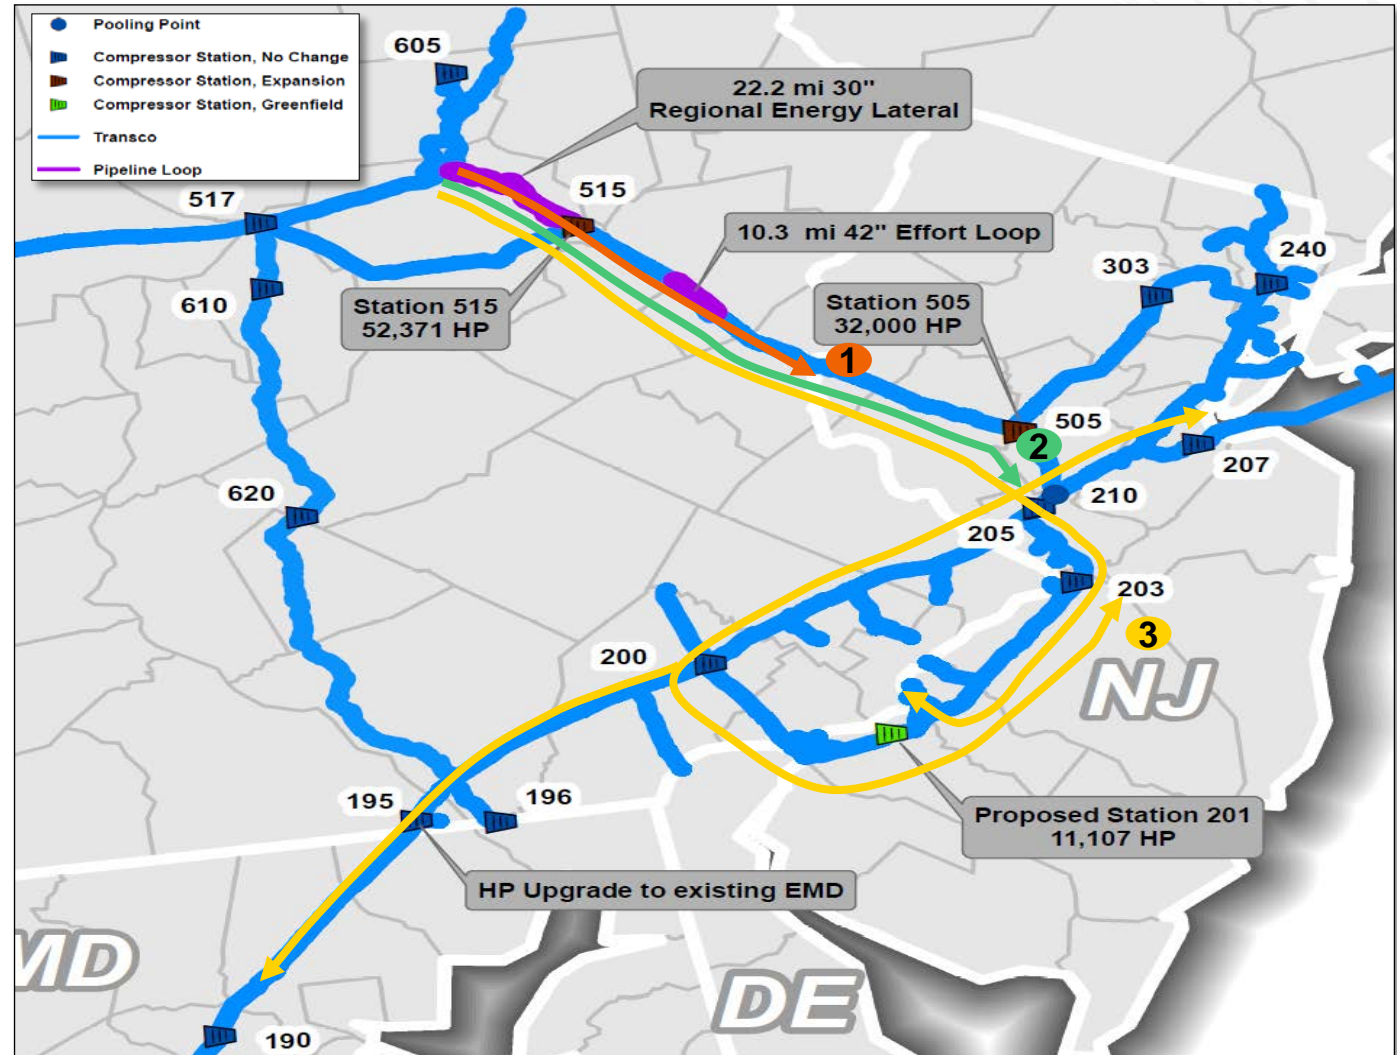 Pooling Point
Compressor Station, No Change
Compressor Station, Expansion
Compressor Station, Greenfield
Transco
Pipeline Loop
605
22.2 mi 30"
Regional Energy Lateral
517
515
10.3 mi 42" Effort Loop
240
303
610
Station 515
52,371 HP
Station 505
32,000 HP
1
505
2
207
620
210
205
203
3
200
NJ
195
196
Proposed Station 201
11,107 HP
HP Upgrade to existing EMD
MD
DE
190